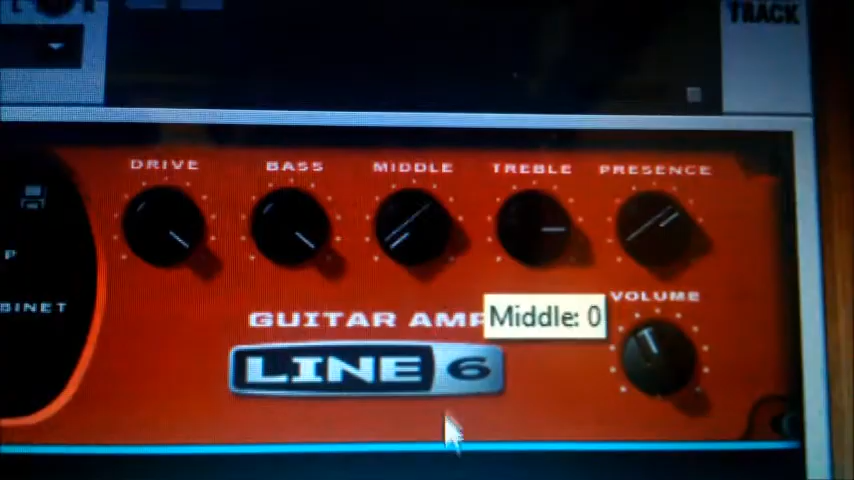 TRACK
DRIVE BASS MIDDLE TREBLE PRESENCE
P
BINET
GUITAR AMP
Middle: 0
VOLUME
LINE 6